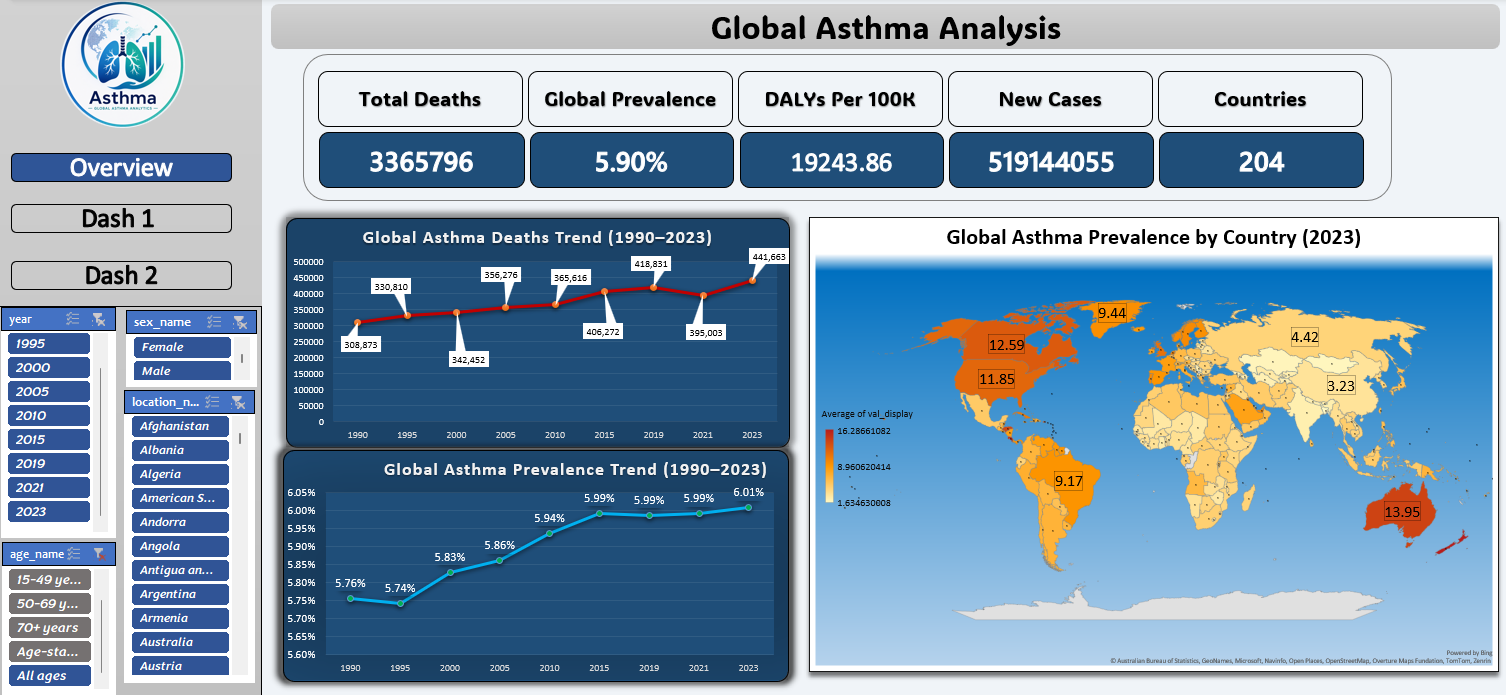 Asthma
GLOBAL ASTHMA ANALYTICS
Overview
Dash 1
Dash 2
year
1995
2000
2005
2010
2015
2019
2021
2023
sex_name
Female
Male
location_n...
Afghanistan
Albania
Algeria
American S...
Andorra
Angola
Antigua an...
Argentina
Armenia
Australia
Austria
age_name
15-49 ye...
50-69 y...
70+ years
Age-sta...
All ages
Global Asthma Analysis
Total Deaths
3365796
Global Prevalence
5.90%
DALYs Per 100K
19243.86
New Cases
519144055
Countries
204
Global Asthma Deaths Trend (1990–2023)
500000
450000
400000
350000
300000
250000
200000
150000
100000
50000
0
308,873
330,810
342,452
356,276
365,616
406,272
418,831
395,003
441,663
1990 1995 2000 2005 2010 2015 2019 2021 2023
Global Asthma Prevalence Trend (1990–2023)
6.05%
6.00%
5.95%
5.90%
5.85%
5.80%
5.75%
5.70%
5.65%
5.60%
5.76%
5.74%
5.83%
5.86%
5.94%
5.99%
5.99%
5.99%
6.01%
1990 1995 2000 2005 2010 2015 2019 2021 2023
Global Asthma Prevalence by Country (2023)
9.44
12.59
11.85
4.42
3.23
9.17
13.95
Average of val_display
16.28661082
8.960620414
1.634630008
Powered by Bing
© Australian Bureau of Statistics, GeoNames, Microsoft, Navinfo, Open Places, OpenStreetMap, Overture Maps Fundation, TomTom, Zenrin